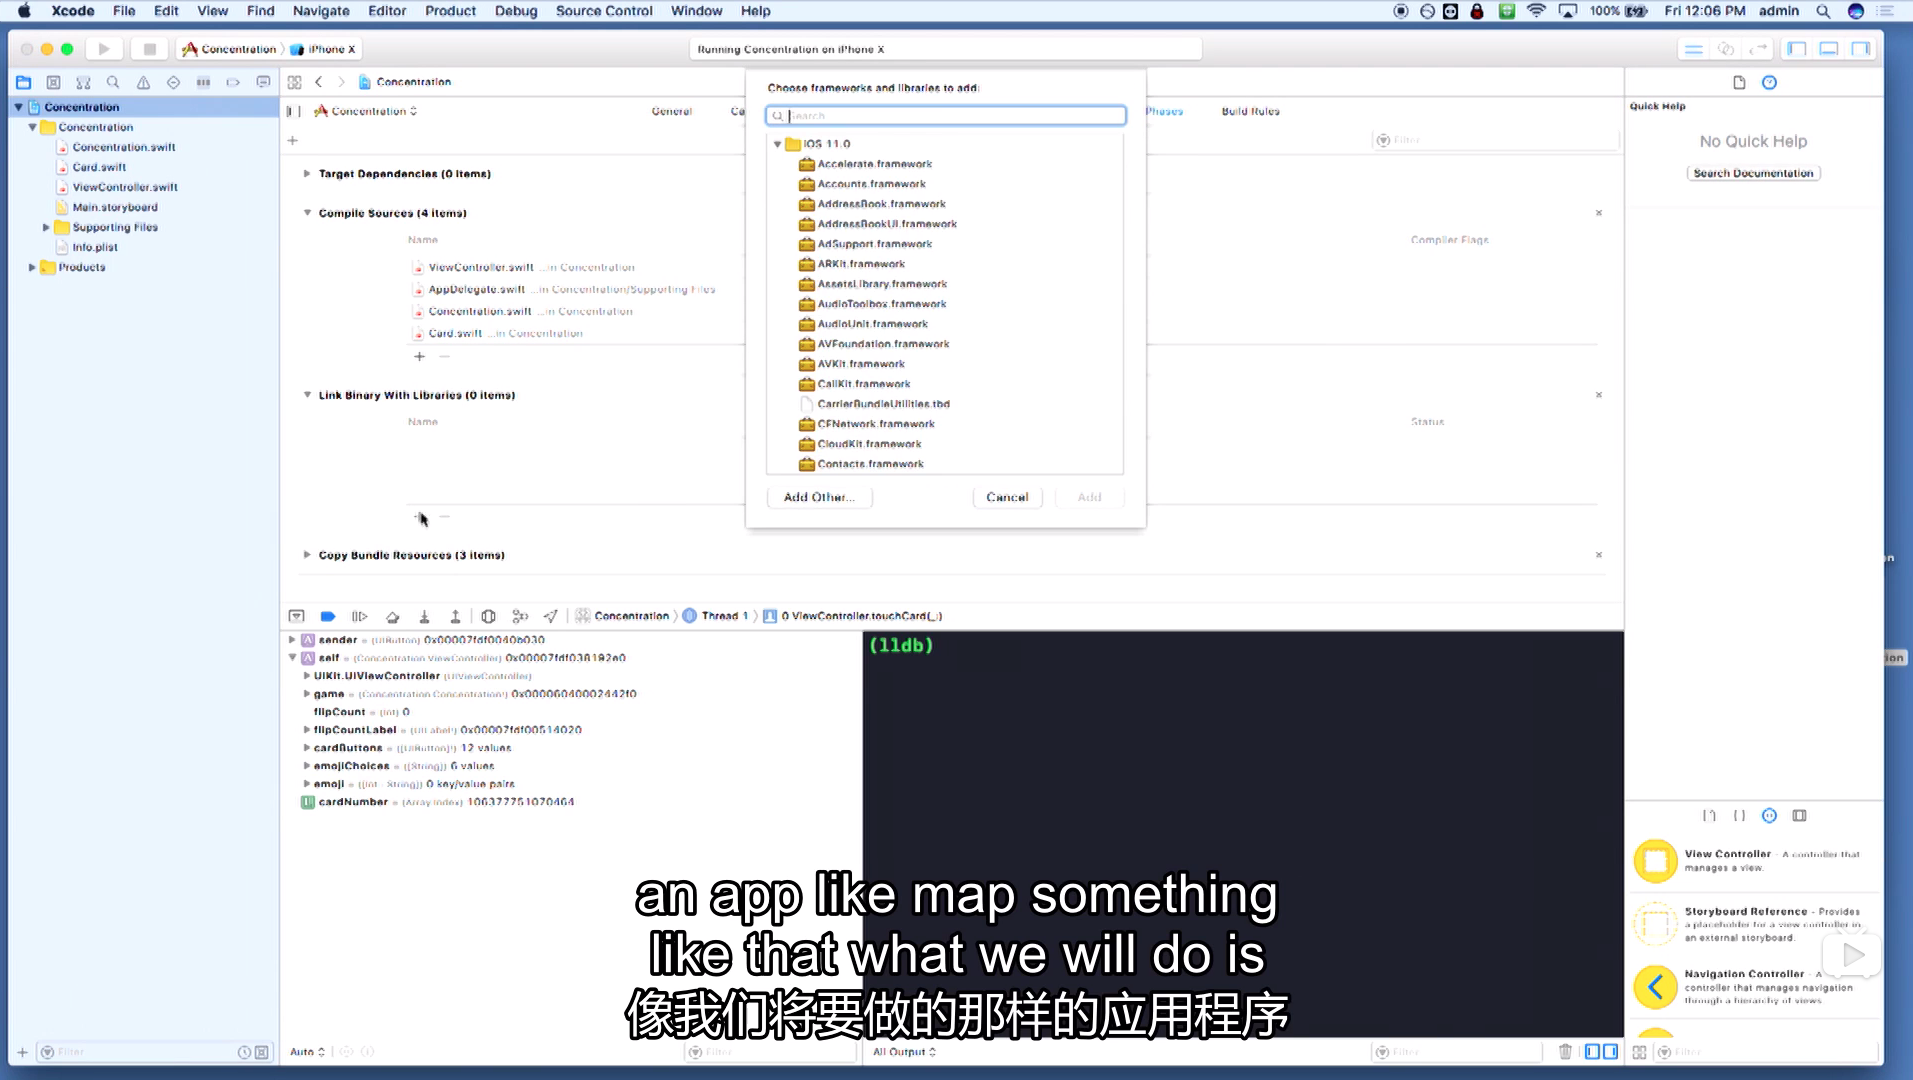 Xcode File Edit View Find Navigate Editor Product Debug Source Control Window Help 100% Fri 12:06 PM admin
Concentration iPhone X Running Concentration on iPhone X
Concentration
Choose frameworks and libraries to add:
Search
Concentration General Ca Phases Build Rules
Filter
Quick Help
No Quick Help
Search Documentation
Concentration
Concentration
Concentration.swift
Card.swift
ViewController.swift
Main.storyboard
Supporting Files
Info.plist
Products
Target Dependencies (0 items)
Compile Sources (4 items)
Name Compiler Flags
ViewController.swift ...in Concentration
AppDelegate.swift ...in Concentration/Supporting Files
Concentration.swift ...in Concentration
Card.swift ...in Concentration
Link Binary With Libraries (0 items)
Name Status
Copy Bundle Resources (3 items)
iOS 11.0
Accelerate.framework
Accounts.framework
AddressBook.framework
AddressBookUI.framework
AdSupport.framework
ARKit.framework
AssetsLibrary.framework
AudioToolbox.framework
AudioUnit.framework
AVFoundation.framework
AVKit.framework
CallKit.framework
CarrierBundleUtilities.tbd
CFNetwork.framework
CloudKit.framework
Contacts.framework
Add Other... Cancel Add
Concentration Thread 1 0 ViewController.touchCard(_:)
sender = (UIButton) 0x00007fdf0040b030
self = (Concentration.ViewController) 0x00007fdf038192e0
UIKit.UIViewController (UIViewController)
game = (Concentration.Concentration!) 0x00006040002442f0
flipCount = (Int) 0
flipCountLabel = (UILabel!) 0x00007fdf00514020
cardButtons = ([UIButton]!) 12 values
emojiChoices = ([String]) 6 values
emoji = ([Int : String]) 0 key/value pairs
cardNumber = (Array.Index) 106377751070464
(lldb)
View Controller - A controller that
manages a view.
Storyboard Reference - Provides
a placeholder for a view controller in
an external storyboard.
Navigation Controller - A
controller that manages navigation
through a hierarchy of views.
an app like map something
like that what we will do is
像我们将要做的那样的应用程序
Filter Auto Filter All Output Filter Filter